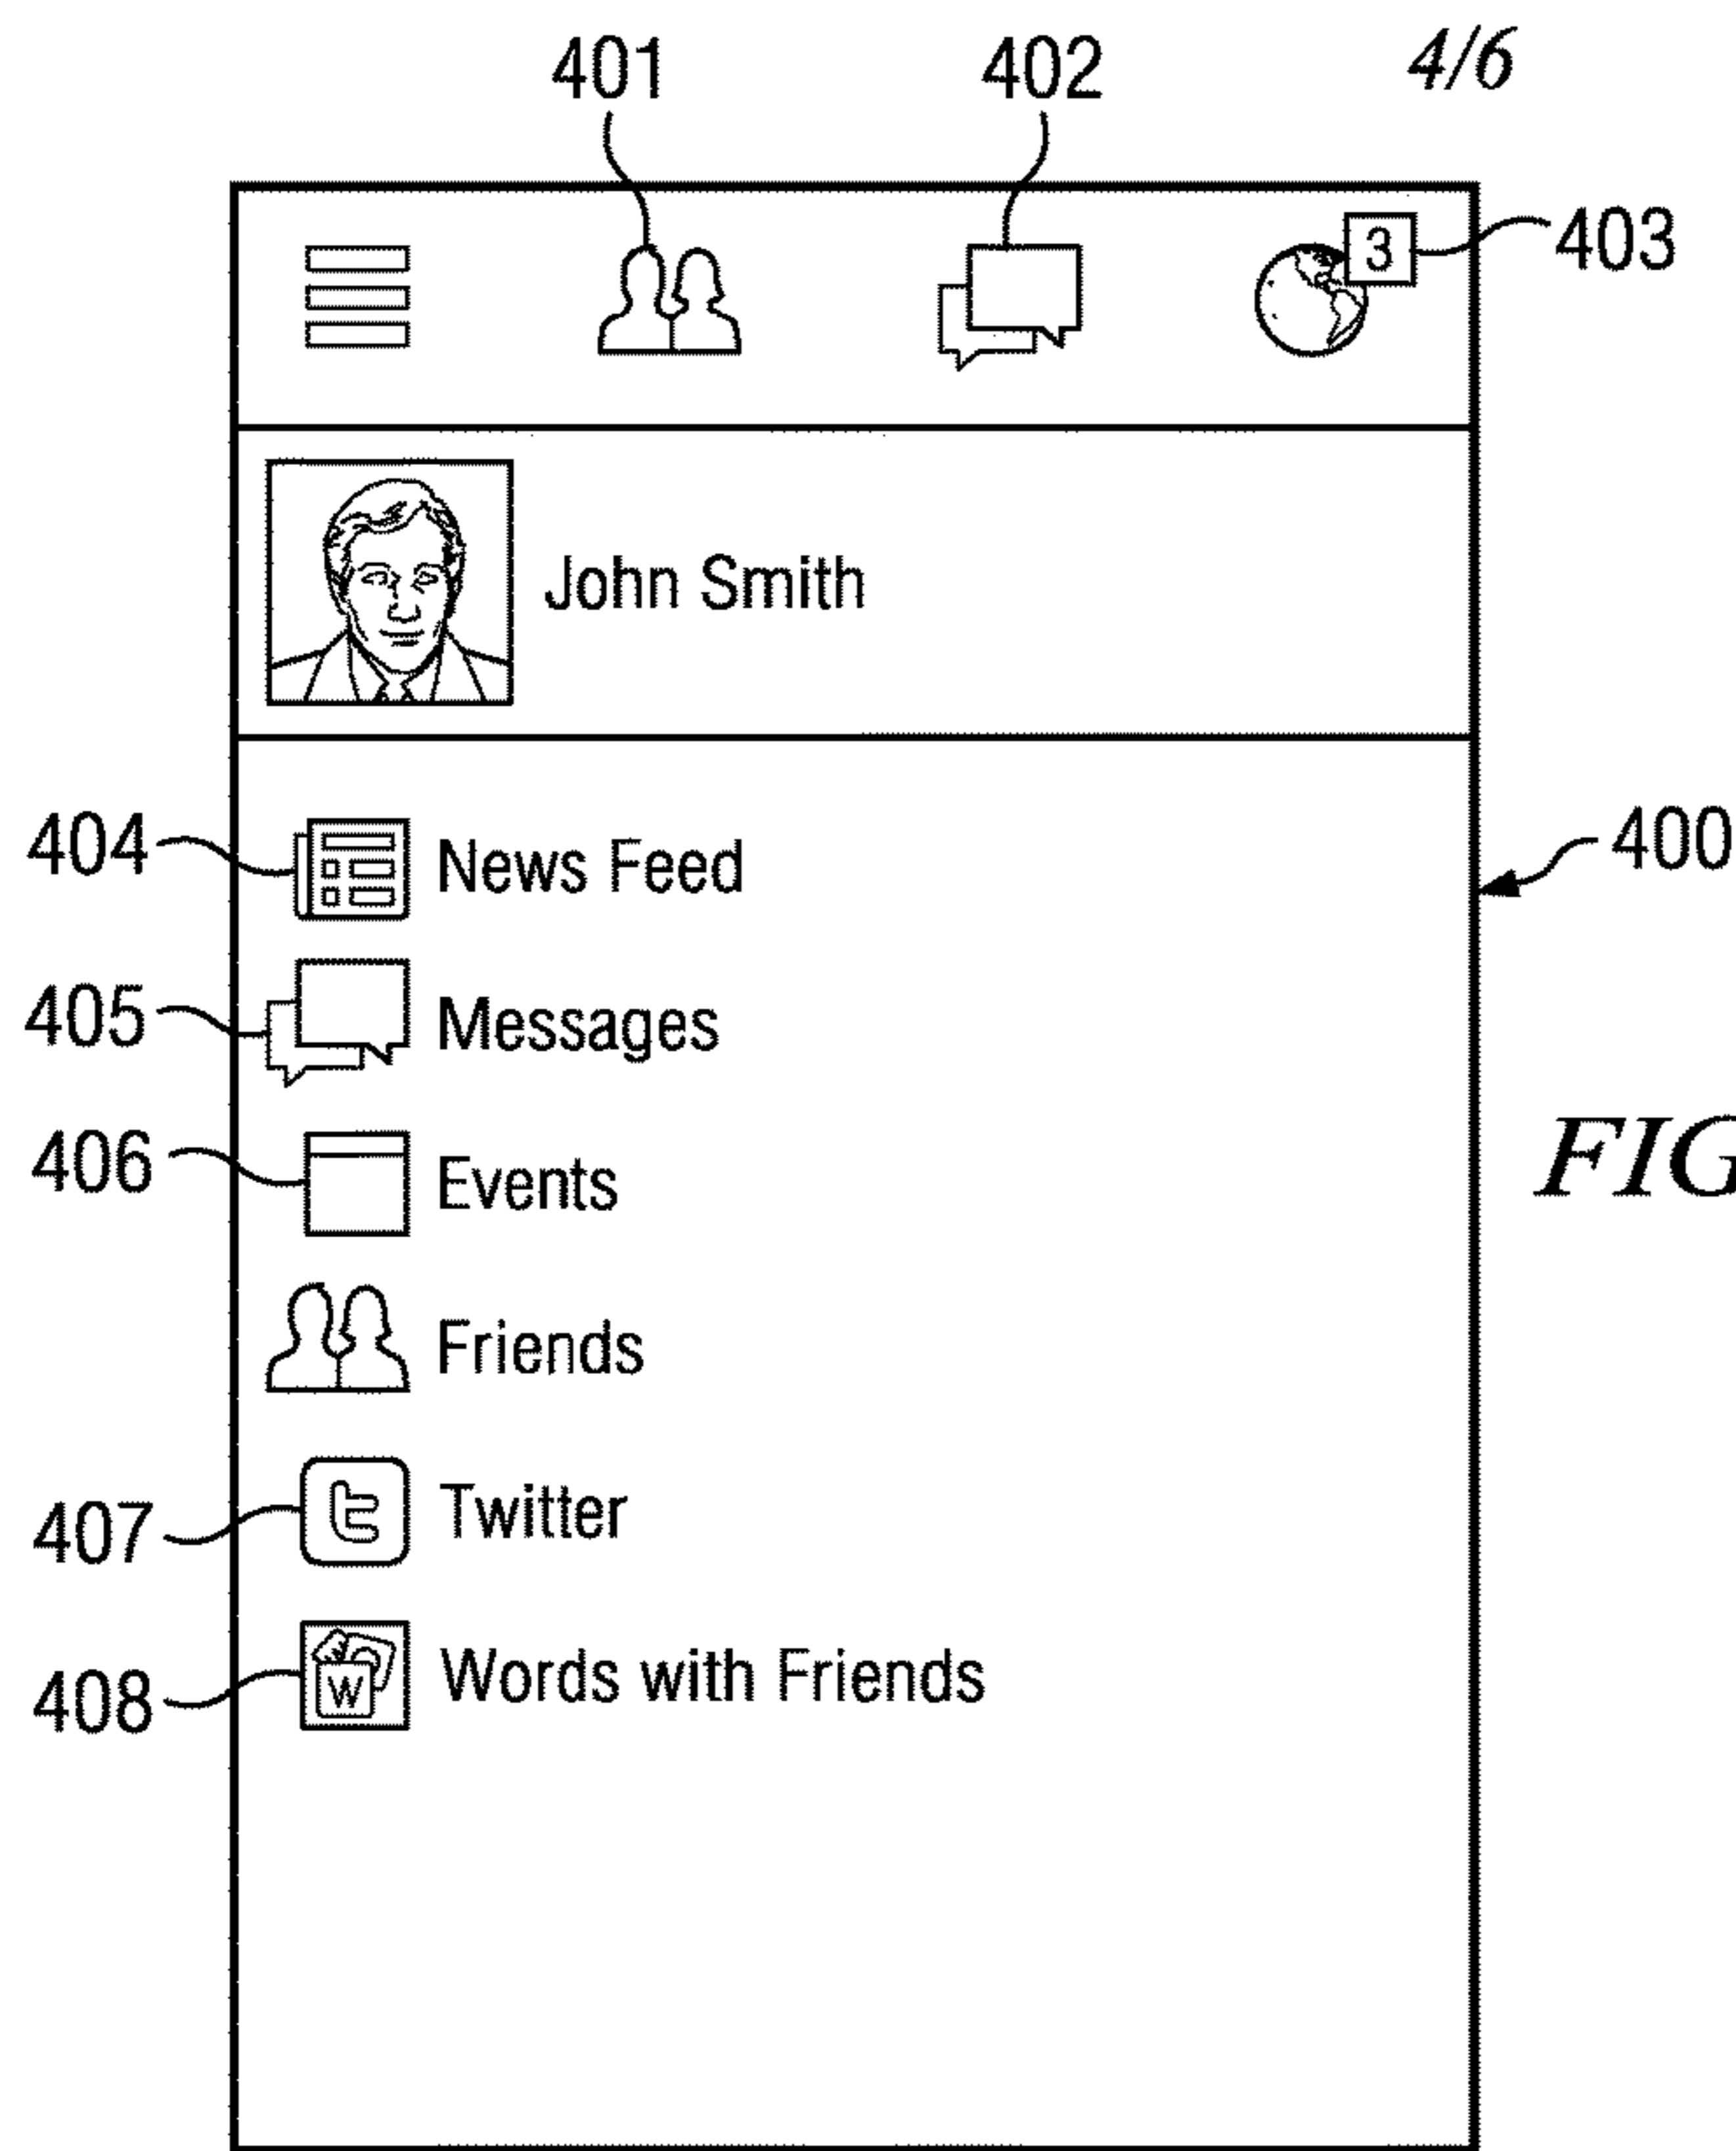 4/6
401
402
3
403
John Smith
404
News Feed
400
405
Messages
FIG
406
Events
Friends
407
t
Twitter
408
W
Words with Friends